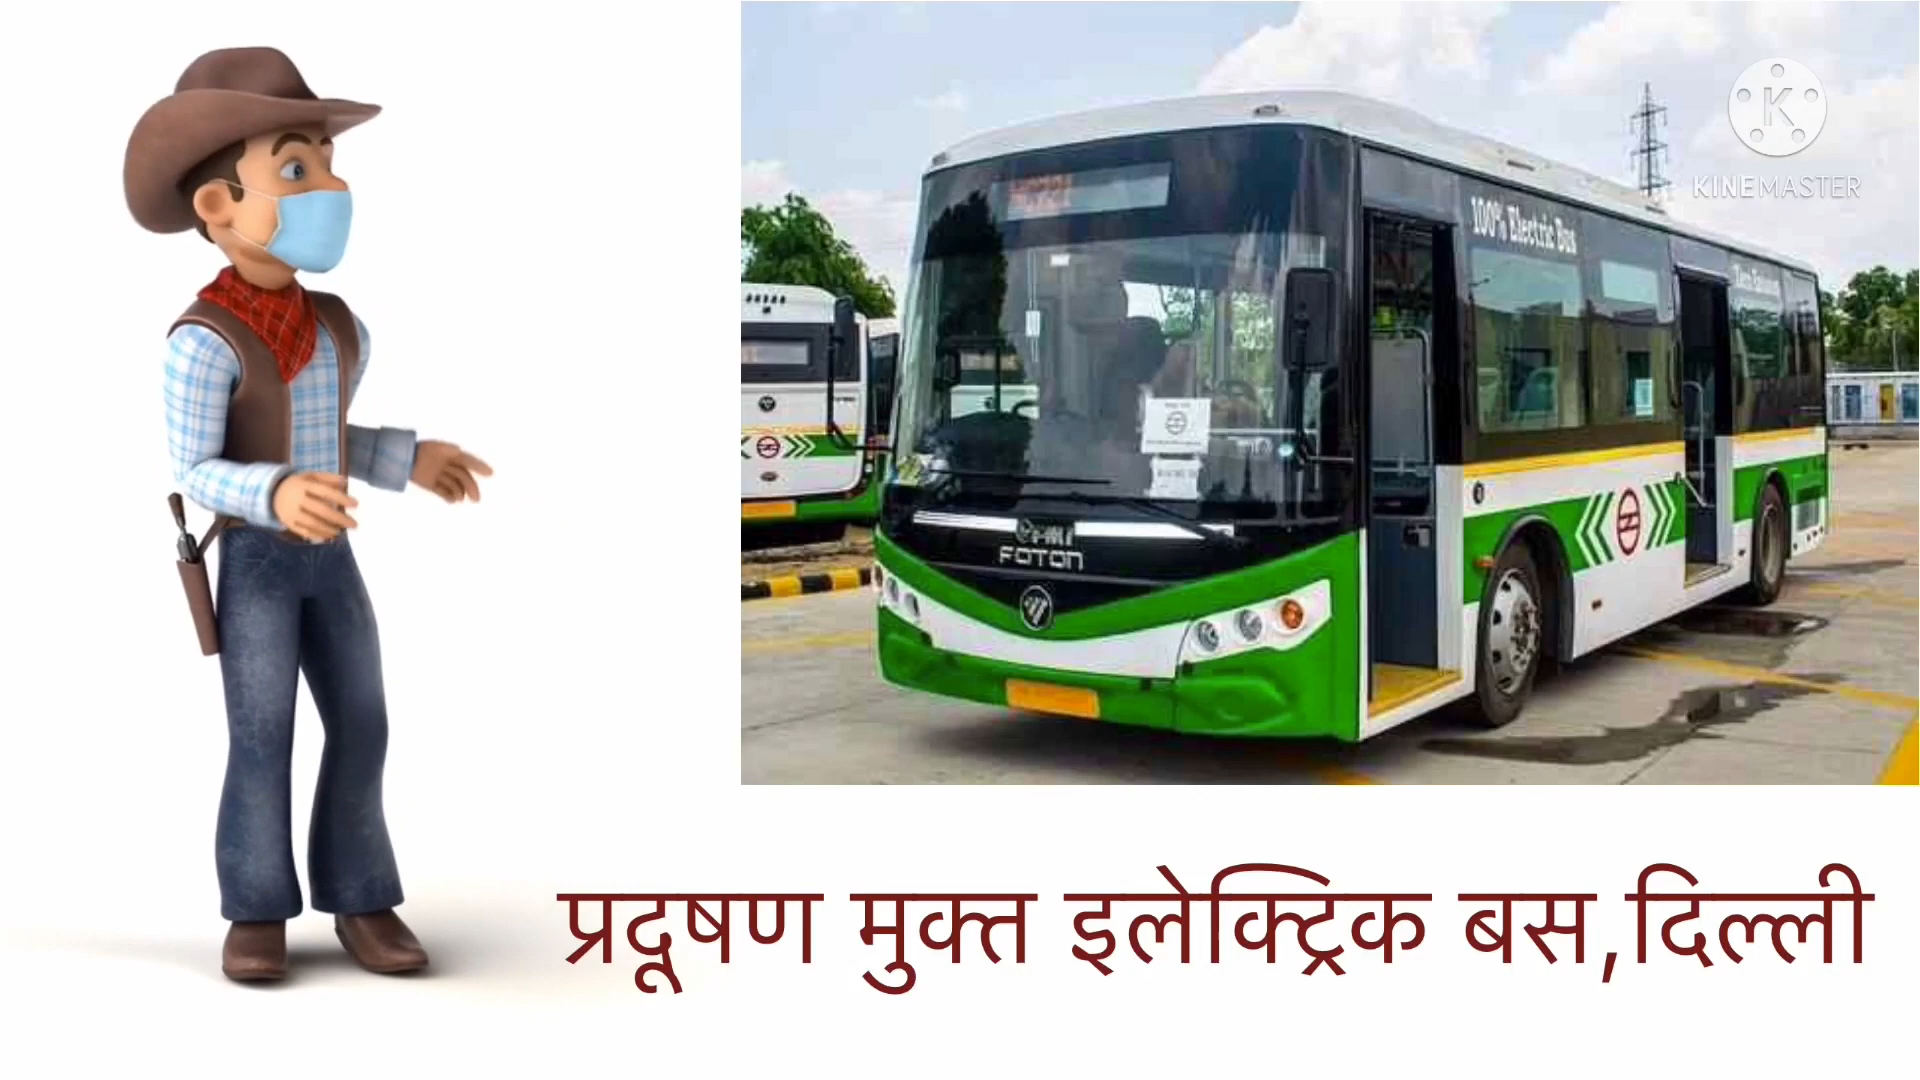 K
KINEMASTER
100% Electric Bus
FOTON
प्रदूषण मुक्त इलेक्ट्रिक बस,दिल्ली